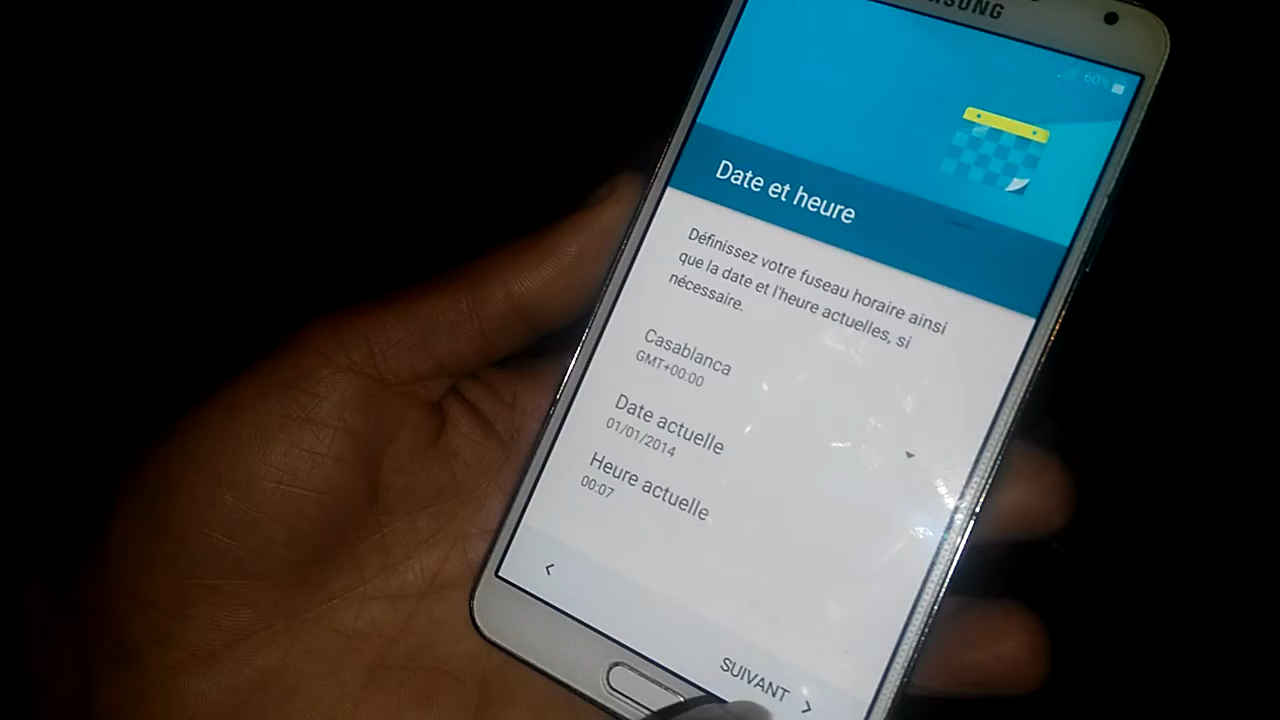 SAMSUNG
60%
Date et heure
Définissez votre fuseau horaire ainsi
que la date et l'heure actuelles, si
nécessaire.
Casablanca
GMT+00:00
Date actuelle
01/01/2014
Heure actuelle
00:07
SUIVANT